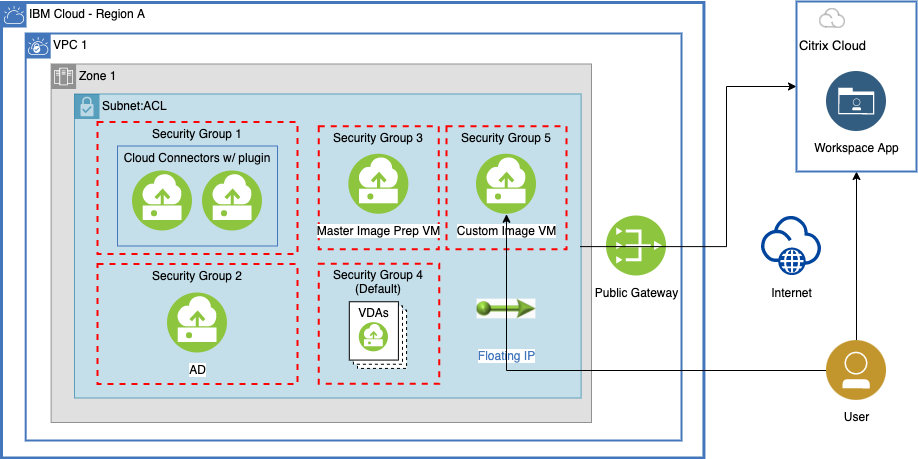 IBM Cloud - Region A
VPC 1
Zone 1
Subnet:ACL
Security Group 1
Cloud Connectors w/ plugin
Security Group 3
Master Image Prep VM
Security Group 5
Custom Image VM
Security Group 2
AD
Security Group 4
(Default)
VDAs
Floating IP
Public Gateway
Internet
Citrix Cloud
Workspace App
User